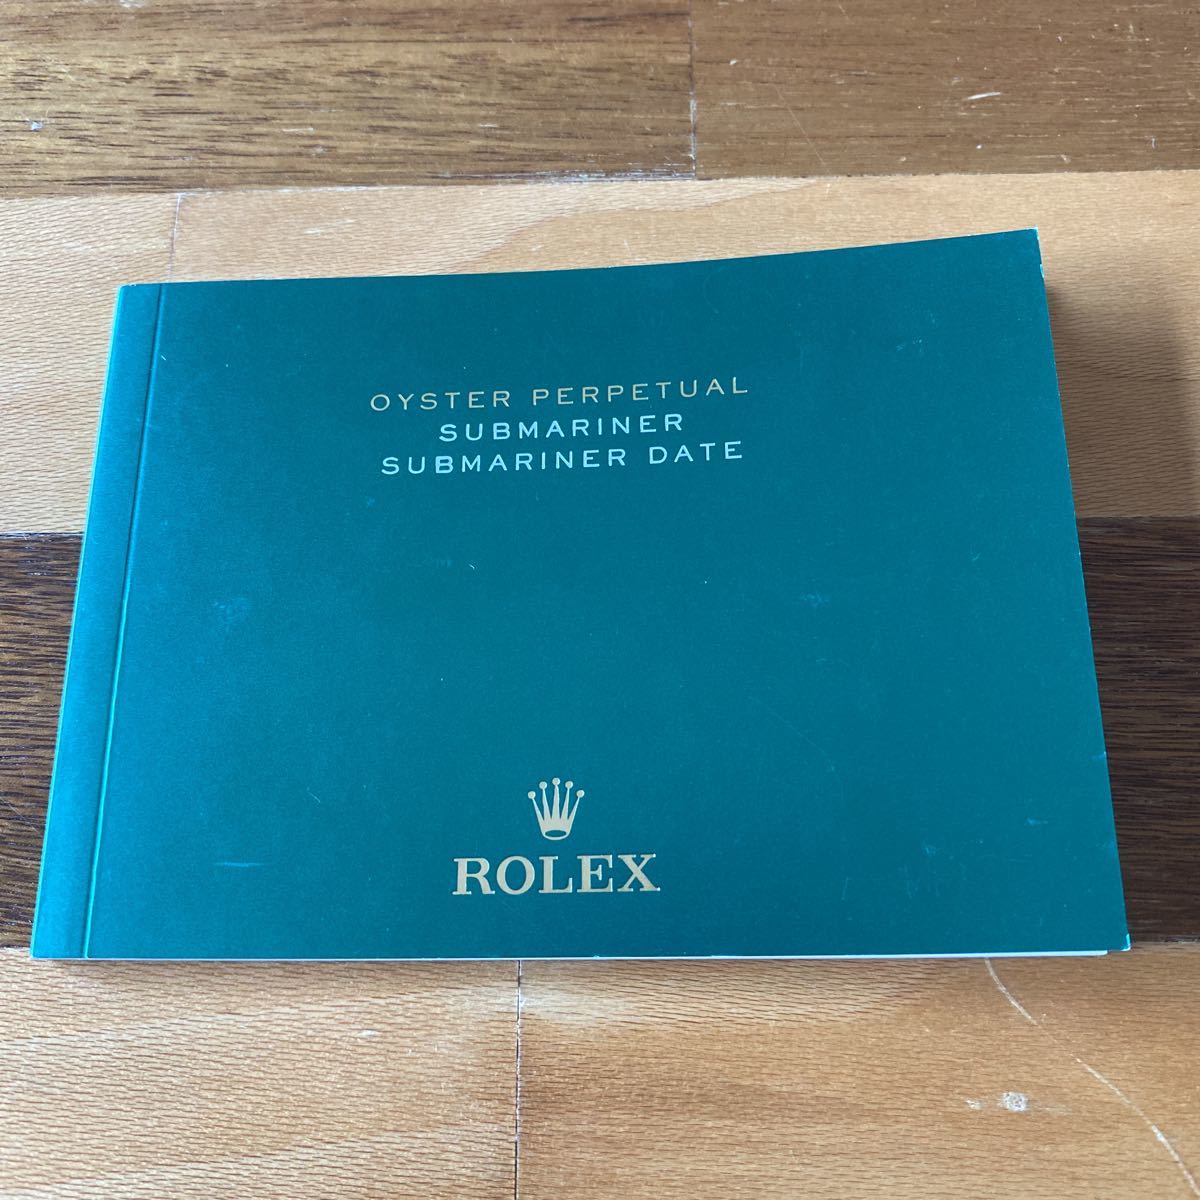 OYSTER PERPETUAL
SUBMARINER
SUBMARINER DATE
ROLEX